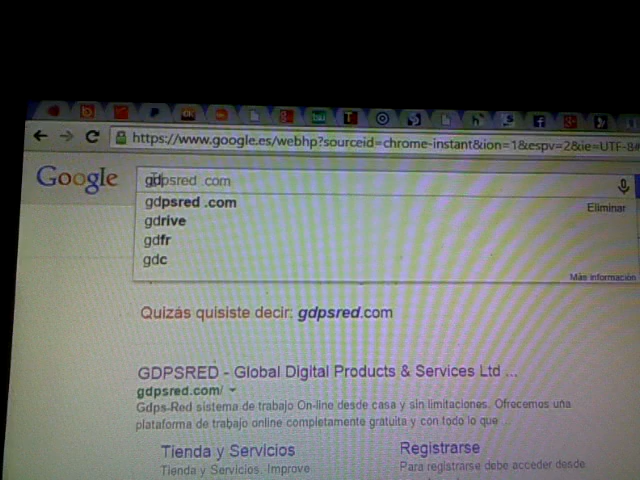 https://www.google.es/webhp?sourceid=chrome-instant&ion=1&espv=2&ie=UTF-8#
Google
gdpsred .com
gdpsred .com
Eliminar
gdrive
gdfr
gdc
Más información
Quizás quisiste decir: gdpsred.com
GDPSRED - Global Digital Products & Services Ltd ...
gdpsred.com/
Gdps-Red sistema de trabajo On-line desde casa y sin limitaciones. Ofrecemos una
plataforma de trabajo online completamente gratuita y con todo lo que ...
Tienda y Servicios Registrarse
Tienda y Servicios. Improve Para registrarse debe acceder desde